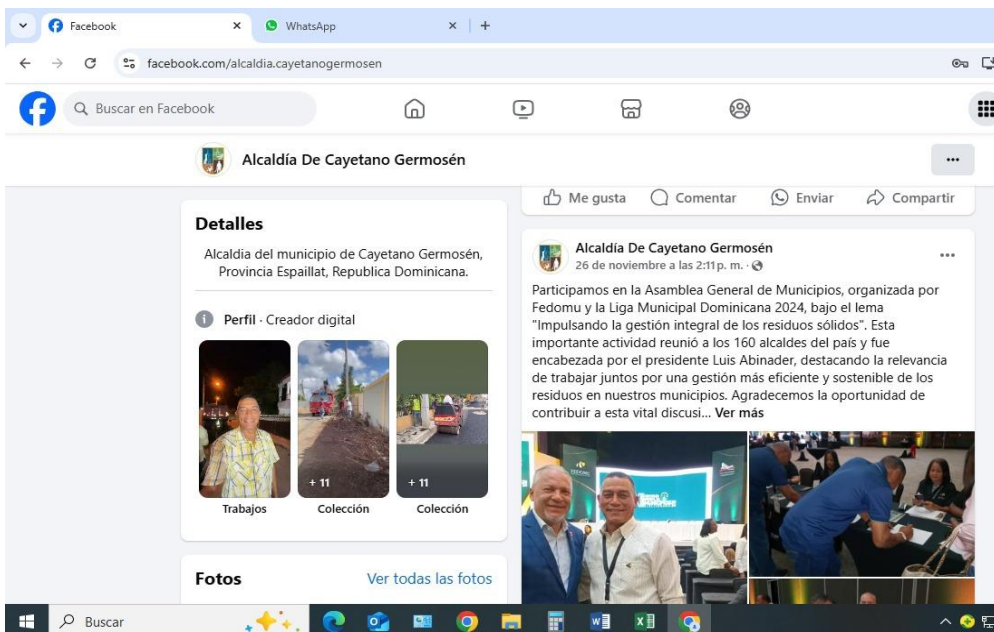 Facebook
WhatsApp
facebook.com/alcaldia.cayetanogermosen
Buscar en Facebook
Alcaldía De Cayetano Germosén
Me gusta
Comentar
Enviar
Compartir
Detalles
Alcaldia del municipio de Cayetano Germosén,
Provincia Espaillat, Republica Dominicana.
Perfil · Creador digital
+ 11
+ 11
Trabajos
Colección
Colección
Fotos
Ver todas las fotos
Alcaldía De Cayetano Germosén
26 de noviembre a las 2:11 p. m. ·
Participamos en la Asamblea General de Municipios, organizada por
Fedomu y la Liga Municipal Dominicana 2024, bajo el lema
"Impulsando la gestión integral de los residuos sólidos". Esta
importante actividad reunió a los 160 alcaldes del país y fue
encabezada por el presidente Luis Abinader, destacando la relevancia
de trabajar juntos por una gestión más eficiente y sostenible de los
residuos en nuestros municipios. Agradecemos la oportunidad de
contribuir a esta vital discusi... Ver más
Buscar